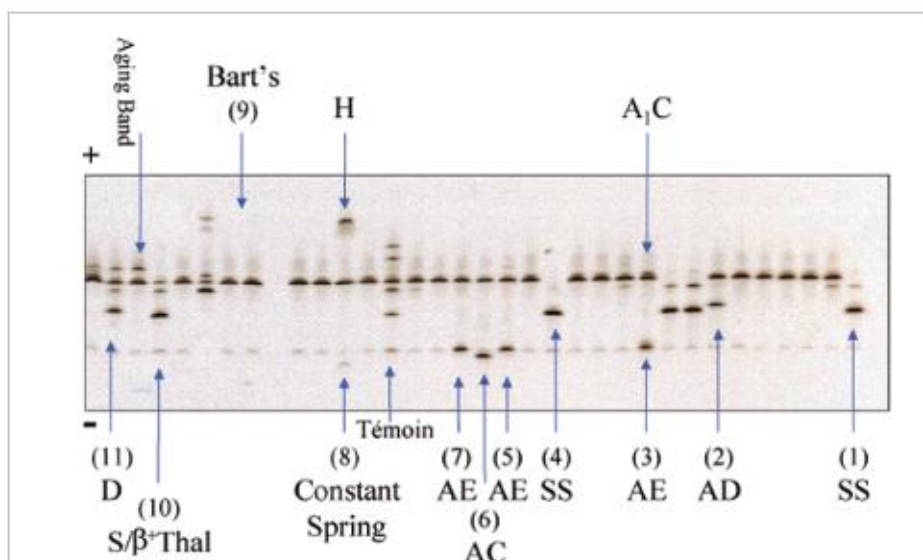 Aging Band
Bart's
(9)
H
A₁C
+
-
Témoin
(11)
D
(10)
S/β⁺Thal
(8)
Constant
Spring
(7)
AE
(6)
AC
(5)
AE
(4)
SS
(3)
AE
(2)
AD
(1)
SS